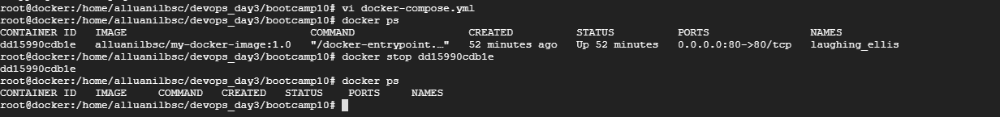 root@docker:/home/alluanilbsc/devops_day3/bootcamp10# vi docker-compose.yml
root@docker:/home/alluanilbsc/devops_day3/bootcamp10# docker ps
CONTAINER ID   IMAGE                             COMMAND                  CREATED          STATUS          PORTS                NAMES
dd15990cdb1e   alluanilbsc/my-docker-image:1.0   "/docker-entrypoint.…"   52 minutes ago   Up 52 minutes   0.0.0.0:80->80/tcp   laughing_ellis
root@docker:/home/alluanilbsc/devops_day3/bootcamp10# docker stop dd15990cdb1e
dd15990cdb1e
root@docker:/home/alluanilbsc/devops_day3/bootcamp10# docker ps
CONTAINER ID   IMAGE     COMMAND   CREATED   STATUS    PORTS     NAMES
root@docker:/home/alluanilbsc/devops_day3/bootcamp10#